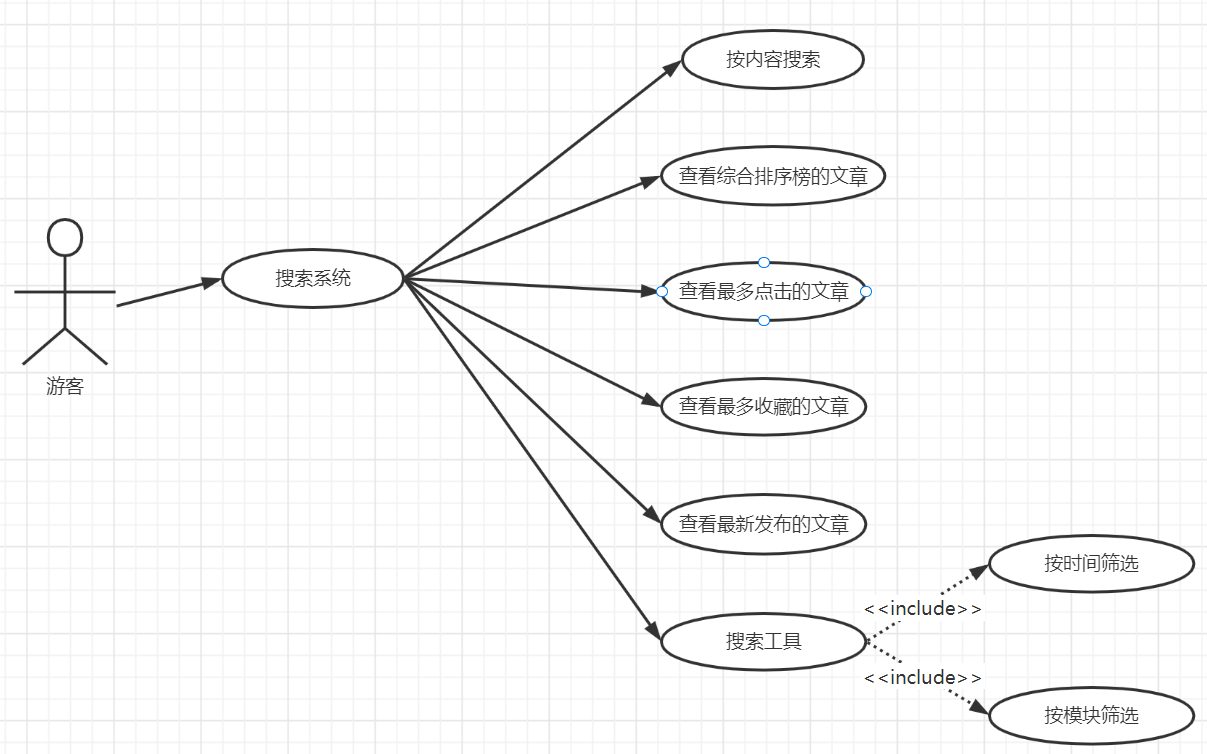 按内容搜索
查看综合排序榜的文章
搜索系统
查看最多点击的文章
游客
查看最多收藏的文章
查看最新发布的文章
按时间筛选
<<include>>
搜索工具
<<include>>
按模块筛选